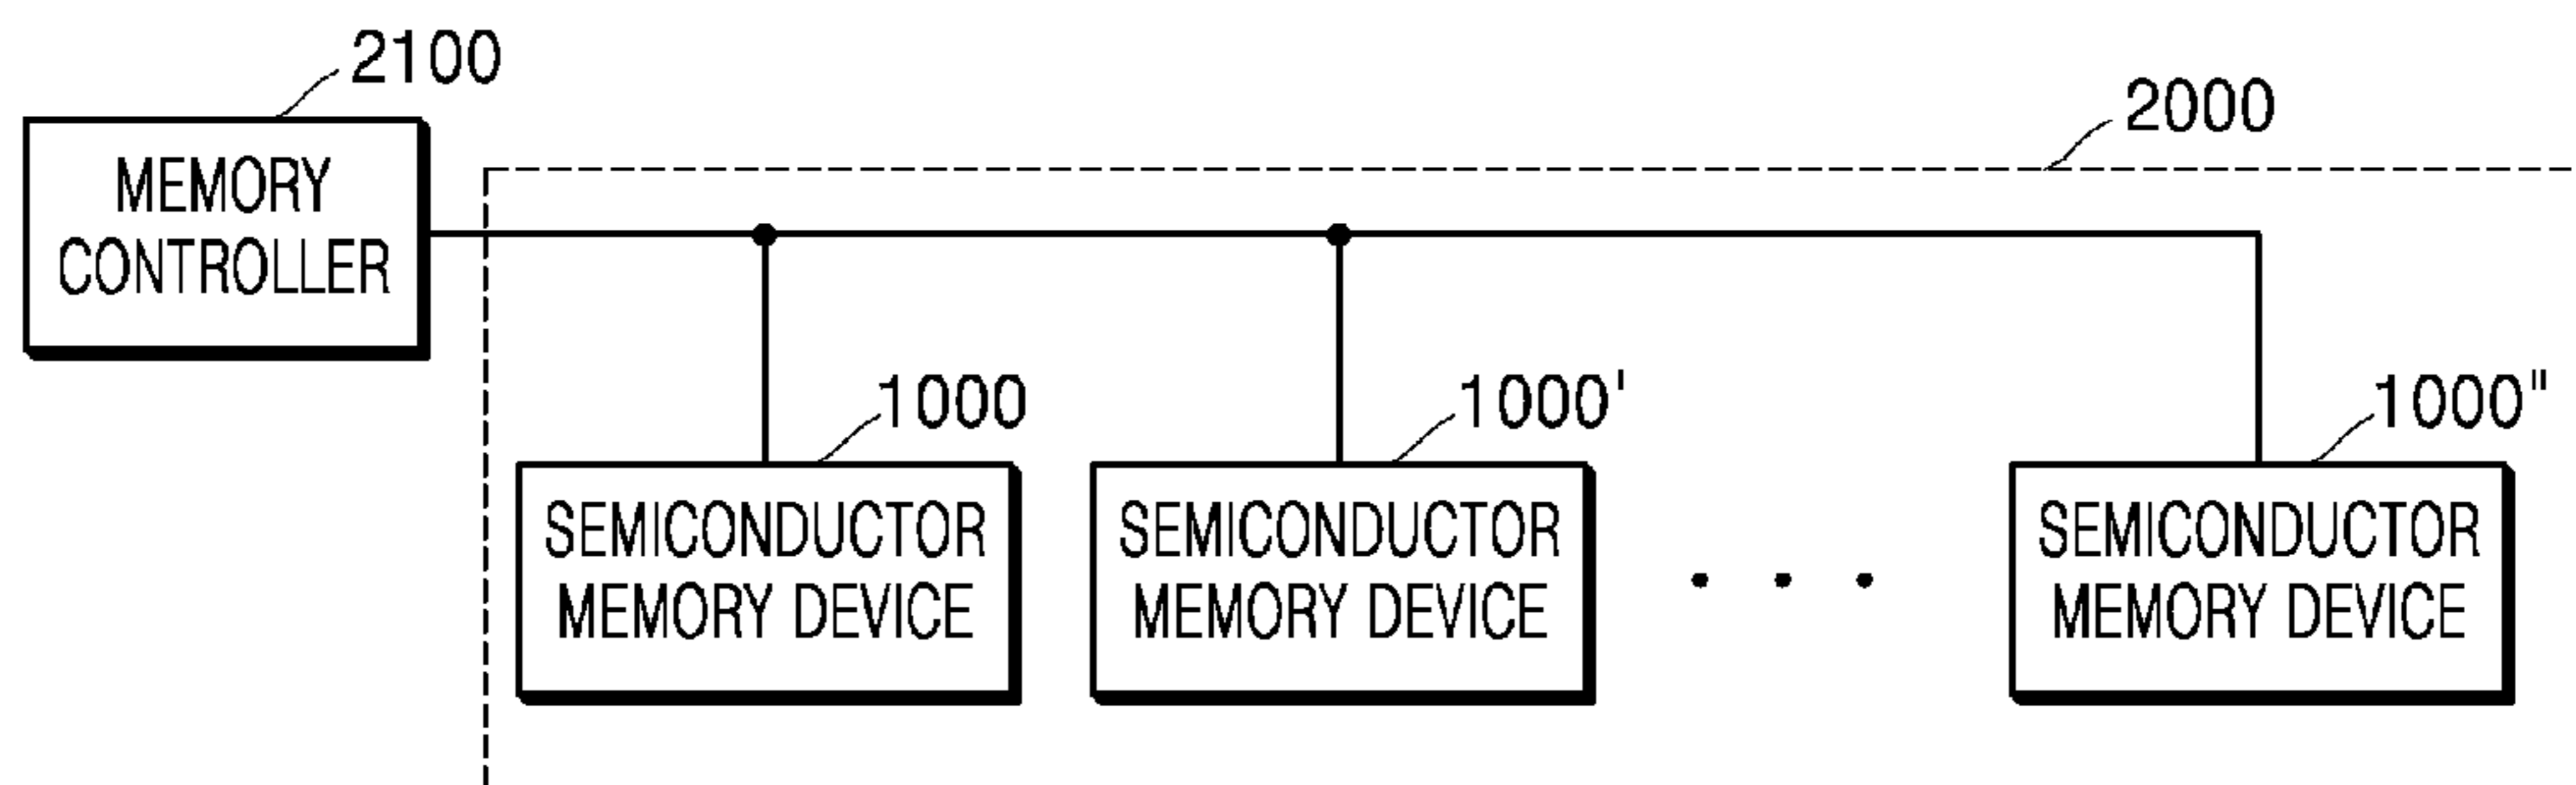 2100
2000
MEMORY
CONTROLLER
1000
1000'
1000"
SEMICONDUCTOR
MEMORY DEVICE
SEMICONDUCTOR
MEMORY DEVICE
SEMICONDUCTOR
MEMORY DEVICE